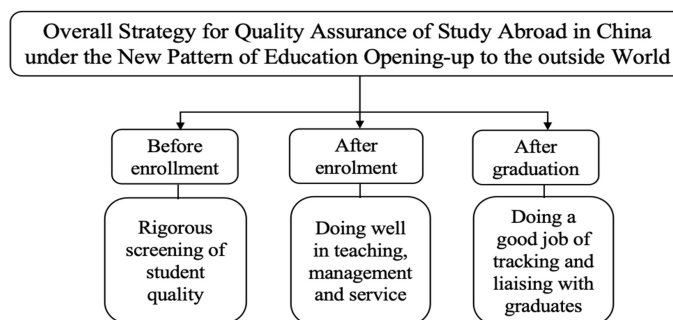 Overall Strategy for Quality Assurance of Study Abroad in China
under the New Pattern of Education Opening-up to the outside World
Before
enrollment
After
enrolment
After
graduation
Rigorous
screening of
student
quality
Doing well
in teaching,
management
and service
Doing a
good job of
tracking and
liaising with
graduates